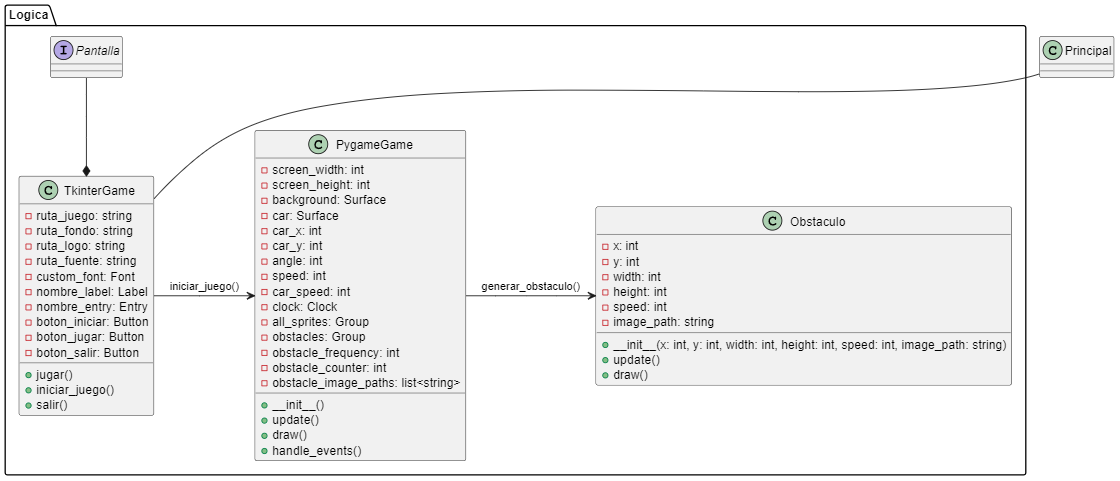 Logica
I Pantalla
C Principal
C TkinterGame
ruta_juego: string
ruta_fondo: string
ruta_logo: string
ruta_fuente: string
custom_font: Font
nombre_label: Label
nombre_entry: Entry
boton_iniciar: Button
boton_jugar: Button
boton_salir: Button
jugar()
iniciar_juego()
salir()
iniciar_juego()
C PygameGame
screen_width: int
screen_height: int
background: Surface
car: Surface
car_x: int
car_y: int
angle: int
speed: int
car_speed: int
clock: Clock
all_sprites: Group
obstacles: Group
obstacle_frequency: int
obstacle_counter: int
obstacle_image_paths: list<string>
__init__()
update()
draw()
handle_events()
generar_obstaculo()
C Obstaculo
x: int
y: int
width: int
height: int
speed: int
image_path: string
__init__(x: int, y: int, width: int, height: int, speed: int, image_path: string)
update()
draw()